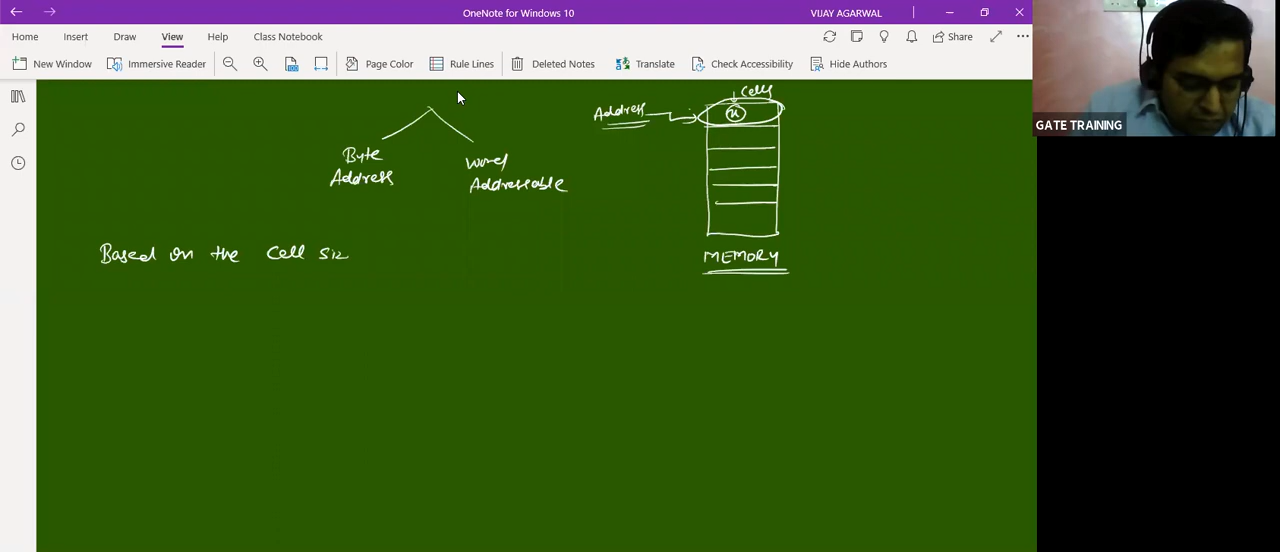 OneNote for Windows 10
VIJAY AGARWAL
Home Insert Draw View Help Class Notebook
Share
New Window Immersive Reader Page Color Rule Lines Deleted Notes Translate Check Accessibility Hide Authors
Cells
Address
x
Byte
Address
Word
Addressable
Based on the Cell siz
MEMORY
GATE TRAINING